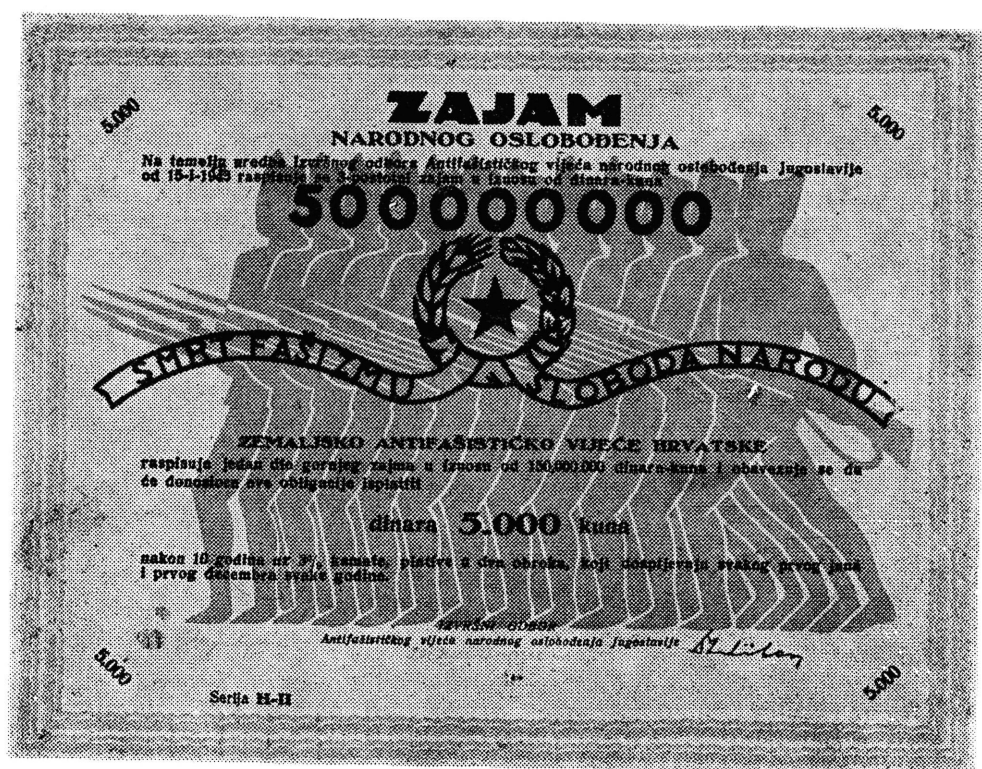 5.000
5.000
ZAJAM
NARODNOG OSLOBOĐENJA
Na temelju uredbe Izvršnog odbora Antifašističkog vijeća narodnog oslobođenja Jugoslavije
od 15-I-1943 raspisuje se 3-postotni zajam u iznosu od dinara-kuna
500000000
SMRT FAŠIZMU SLOBODA NARODU
ZEMALJSKO ANTIFAŠISTIČKO VIJEĆE HRVATSKE
raspisuje jedan dio gornjeg zajma u iznosu od 150,000.000 dinara-kuna i obavezuje se da
će donosiocu ove obligacije isplatiti
dinara 5.000 kuna
nakon 10 godina uz 3% kamate, plative u dva obroka, koji dospijevaju svakog prvog juna
i prvog decembra svake godine.
IZVRŠNI ODBOR
Antifašističkog vijeća narodnog oslobođenja Jugoslavije
5.000
5.000
Serija H-II